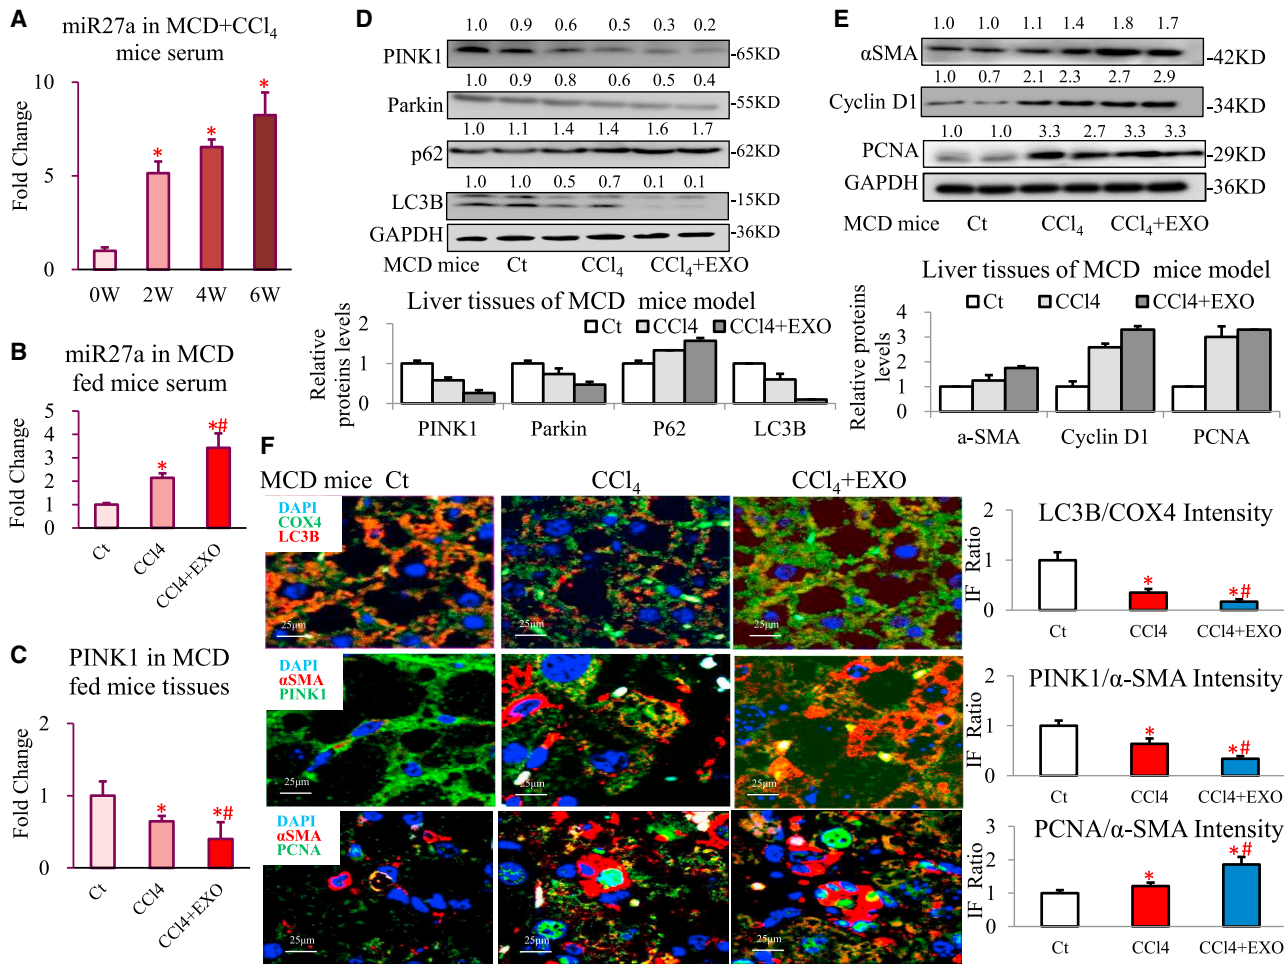 A
miR27a in MCD+CCl4
mice serum
Fold Change
10
5
0
* * *
0W 2W 4W 6W
B
miR27a in MCD
fed mice serum
Fold Change
5
4
3
2
1
0
* *#
Ct CCl4 CCl4+EXO
C
PINK1 in MCD
fed mice tissues
Fold Change
2
1
0
* *#
Ct CCl4 CCl4+EXO
D
1.0 0.9 0.6 0.5 0.3 0.2
PINK1 -65KD
1.0 0.9 0.8 0.6 0.5 0.4
Parkin -55KD
1.0 1.1 1.4 1.4 1.6 1.7
p62 -62KD
1.0 1.0 0.5 0.7 0.1 0.1
LC3B -15KD
GAPDH -36KD
MCD mice Ct CCl4 CCl4+EXO
Liver tissues of MCD mice model
Ct CCl4 CCl4+EXO
Relative
proteins levels
2
1
0
PINK1 Parkin P62 LC3B
E
1.0 1.0 1.1 1.4 1.8 1.7
αSMA -42KD
1.0 0.7 2.1 2.3 2.7 2.9
Cyclin D1 -34KD
1.0 1.0 3.3 2.7 3.3 3.3
PCNA -29KD
GAPDH -36KD
MCD mice Ct CCl4 CCl4+EXO
Liver tissues of MCD mice model
Ct CCl4 CCl4+EXO
Relative proteins
levels
4
3
2
1
0
a-SMA Cyclin D1 PCNA
F
MCD mice Ct CCl4 CCl4+EXO
DAPI
COX4
LC3B
25μm 25μm 25μm
LC3B/COX4 Intensity
IF Ratio
2
1
0
* *#
Ct CCl4 CCl4+EXO
DAPI
αSMA
PINK1
25μm 25μm 25μm
PINK1/α-SMA Intensity
IF Ratio
2
1
0
* *#
Ct CCl4 CCl4+EXO
DAPI
αSMA
PCNA
25μm 25μm 25μm
PCNA/α-SMA Intensity
IF Ratio
3
2
1
0
* *#
Ct CCl4 CCl4+EXO